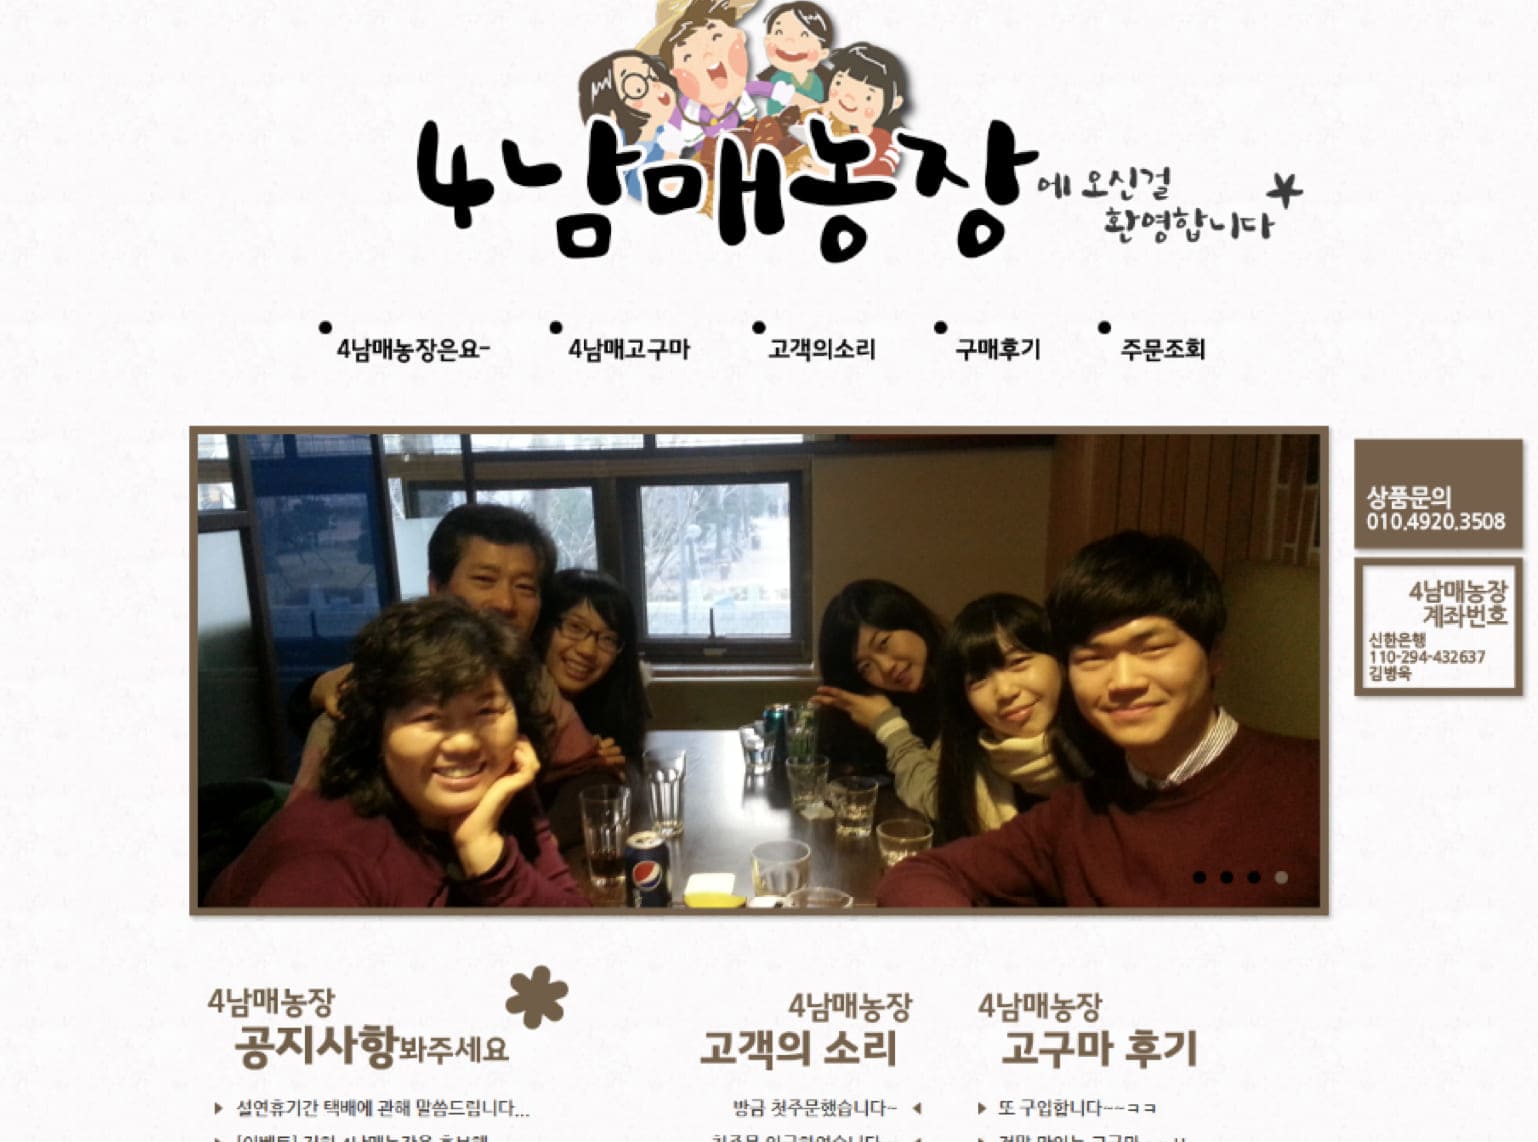 4남매농장에 오신걸
환영합니다
4남매농장은요~
4남매고구마
고객의소리
구매후기
주문조회
상품문의
010.4920.3508
4남매농장
계좌번호
신한은행
110-294-432637
김병욱
4남매농장
공지사항봐주세요
설연휴기간 택배에 관해 말씀드립니다...
4남매농장
고객의 소리
방금 첫주문했습니다~
4남매농장
고구마 후기
또 구입합니다~~ㅋㅋ